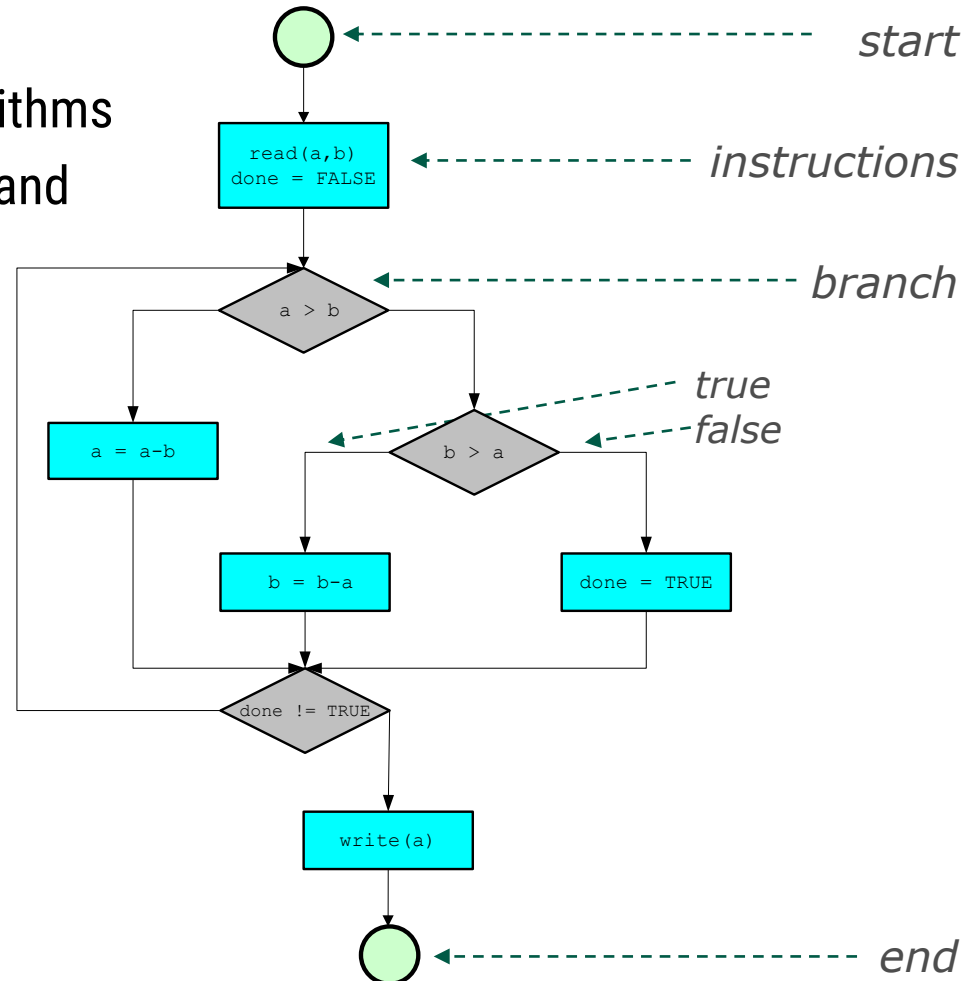 start
ithms
and
read(a,b)
done = FALSE
instructions
branch
a > b
true
false
a = a-b
b > a
b = b-a
done = TRUE
done != TRUE
write(a)
end